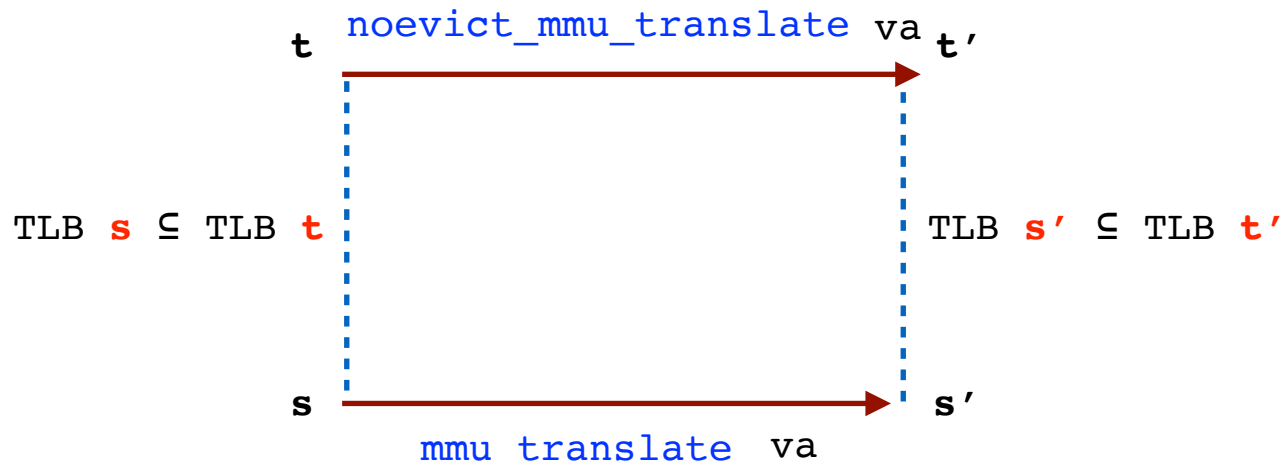 noevict_mmu_translate va
t t′
TLB s ⊆ TLB t TLB s′ ⊆ TLB t′
s s′
mmu translate va